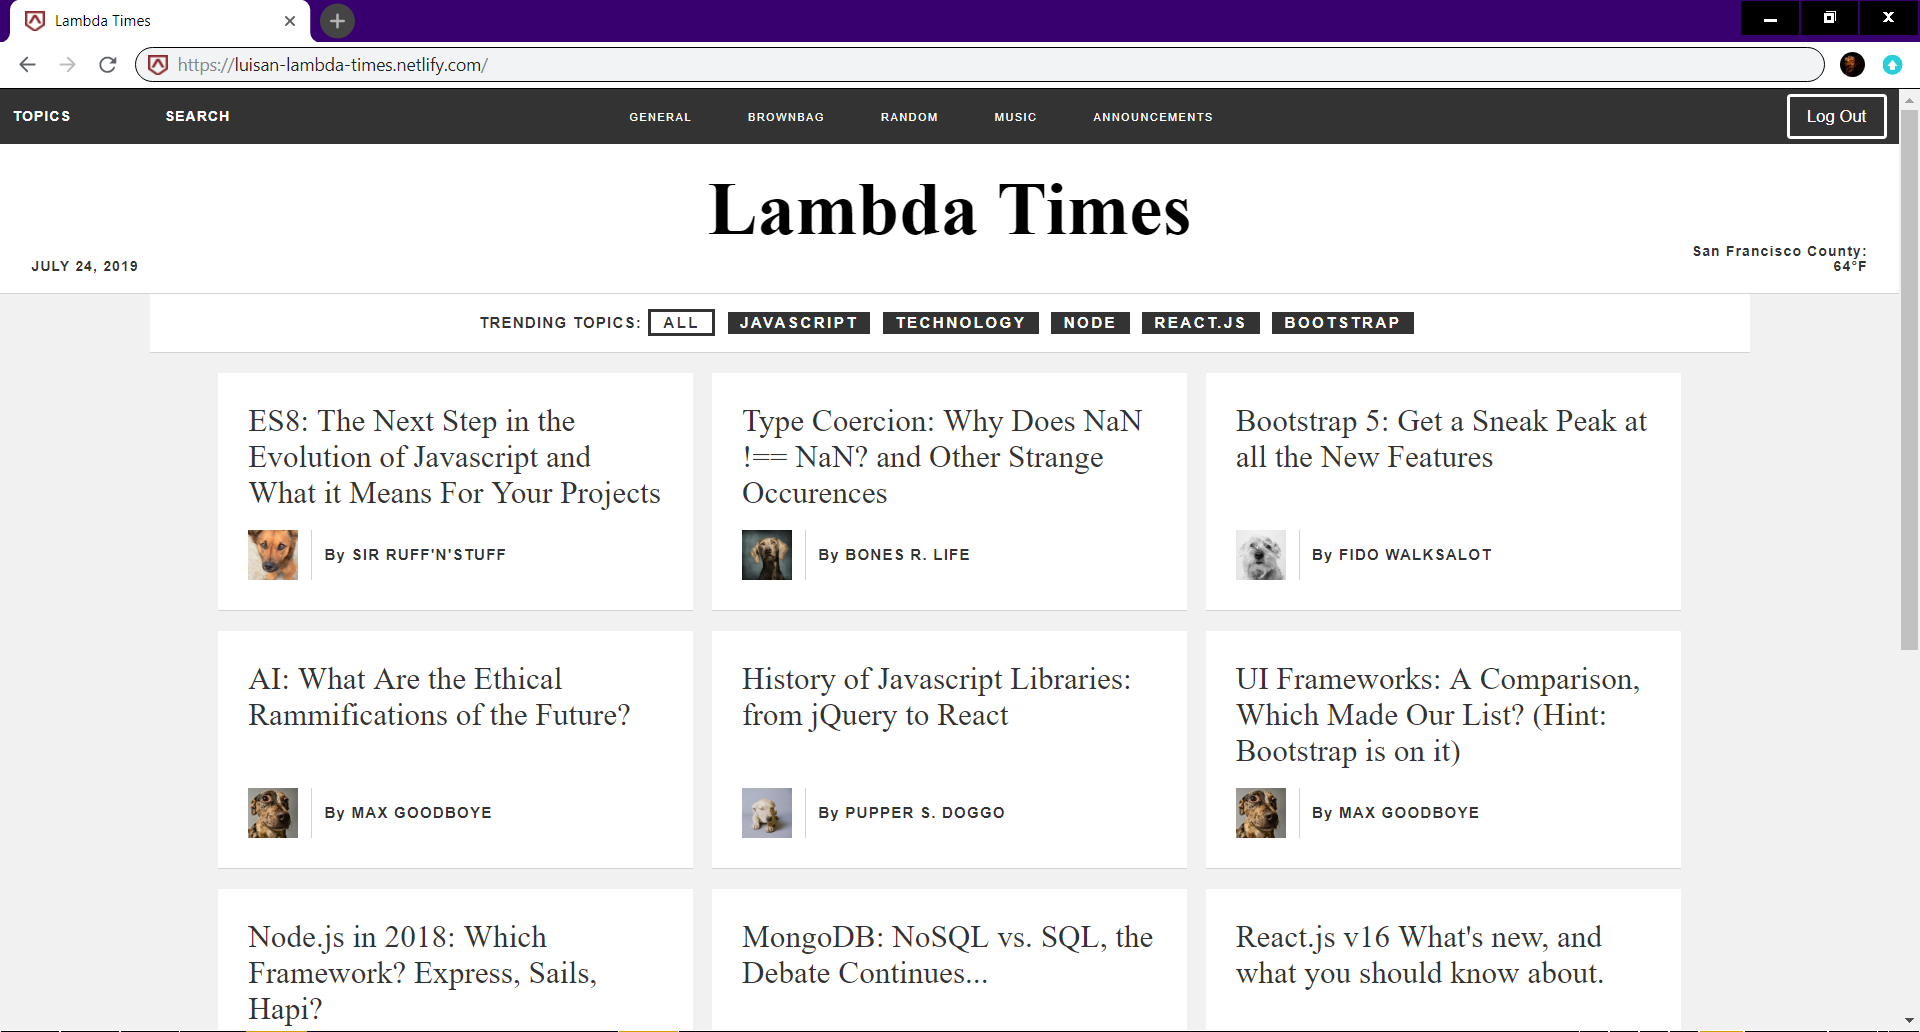 Lambda Times
https://luisan-lambda-times.netlify.com/
TOPICS SEARCH GENERAL BROWNBAG RANDOM MUSIC ANNOUNCEMENTS Log Out
Lambda Times
JULY 24, 2019
San Francisco County:
64°F
TRENDING TOPICS: ALL JAVASCRIPT TECHNOLOGY NODE REACT.JS BOOTSTRAP
ES8: The Next Step in the
Evolution of Javascript and
What it Means For Your Projects
By SIR RUFF'N'STUFF
Type Coercion: Why Does NaN
!== NaN? and Other Strange
Occurences
By BONES R. LIFE
Bootstrap 5: Get a Sneak Peak at
all the New Features
By FIDO WALKSALOT
AI: What Are the Ethical
Rammifications of the Future?
By MAX GOODBOYE
History of Javascript Libraries:
from jQuery to React
By PUPPER S. DOGGO
UI Frameworks: A Comparison,
Which Made Our List? (Hint:
Bootstrap is on it)
By MAX GOODBOYE
Node.js in 2018: Which
Framework? Express, Sails,
Hapi?
MongoDB: NoSQL vs. SQL, the
Debate Continues...
React.js v16 What's new, and
what you should know about.